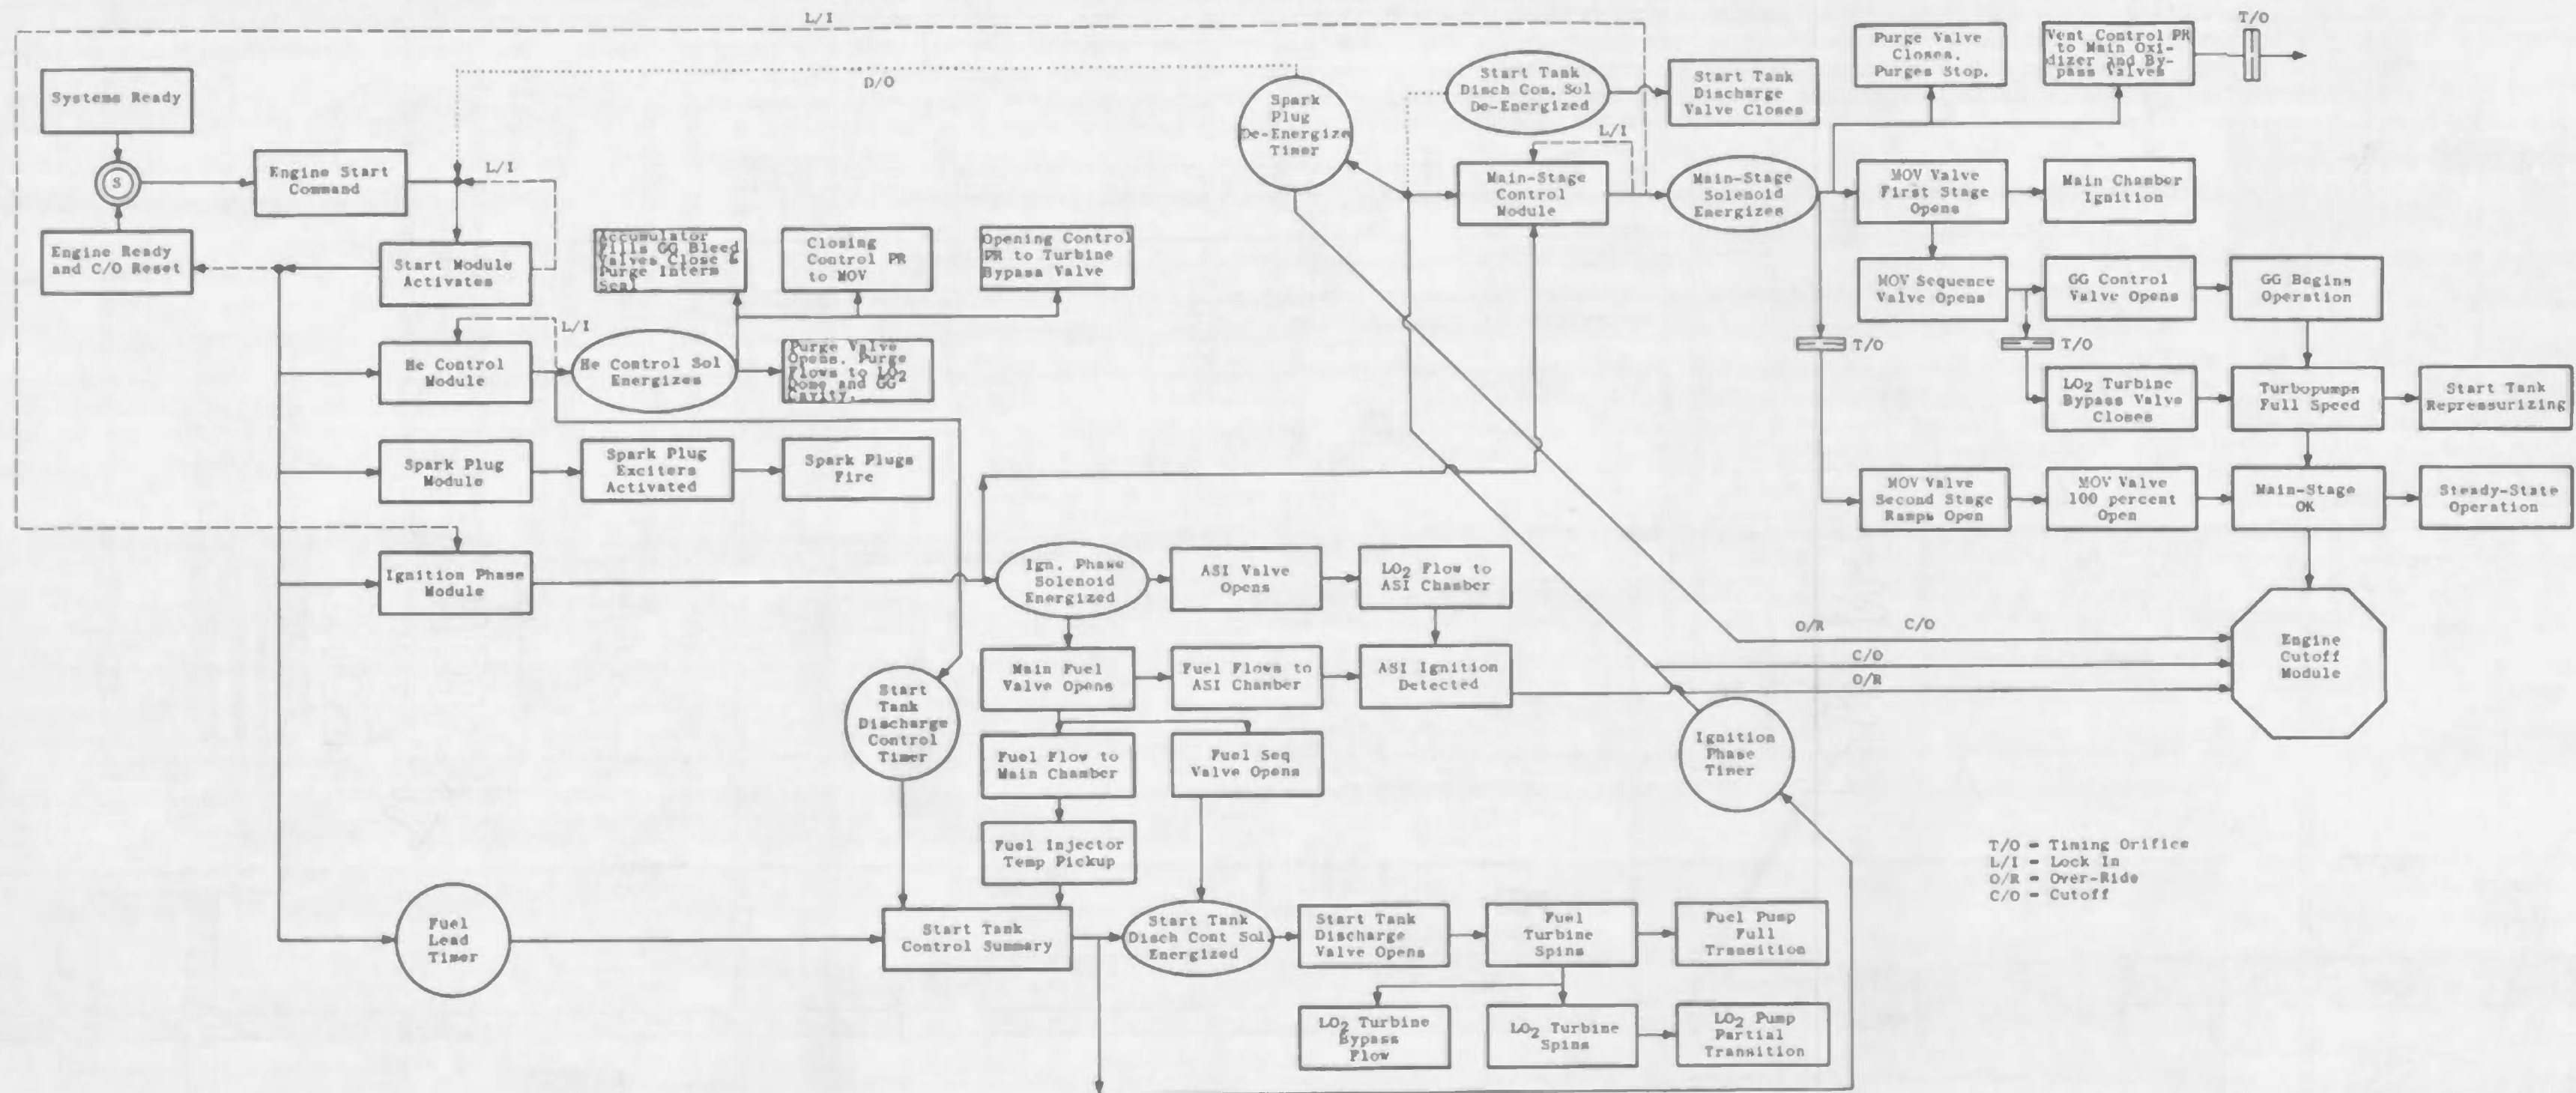 L/I
T/O
Systems Ready
D/O
Start Tank
Disch Con. Sol
De-Energized
Start Tank
Discharge
Valve Closes
Purge Valve
Closes.
Purges Stop.
Vent Control PR
to Main Oxi-
dizer and By-
pass Valves
Spark
Plug
De-Energize
Timer
L/I
S
Engine Start
Command
L/I
Main-Stage
Control
Module
Main-Stage
Solenoid
Energizes
MOV Valve
First Stage
Opens
Main Chamber
Ignition
Engine Ready
and C/O Reset
Start Module
Activates
Accumulator
Fills GG Bleed
Valves Close &
Purge Interm
Seal
Closing
Control PR
to MOV
Opening Control
PR to Turbine
Bypass Valve
MOV Sequence
Valve Opens
GG Control
Valve Opens
GG Begins
Operation
L/I
He Control
Module
He Control Sol
Energizes
Purge Valve
Opens. Purge
Flows to LO2
Dome and GG
Cavity.
T/O
T/O
LO2 Turbine
Bypass Valve
Closes
Turbopumps
Full Speed
Start Tank
Repressurizing
Spark Plug
Module
Spark Plug
Exciters
Activated
Spark Plugs
Fire
MOV Valve
Second Stage
Ramps Open
MOV Valve
100 percent
Open
Main-Stage
OK
Steady-State
Operation
Ignition Phase
Module
Ign. Phase
Solenoid
Energized
ASI Valve
Opens
LO2 Flow to
ASI Chamber
O/R
C/O
C/O
O/R
Engine
Cutoff
Module
Main Fuel
Valve Opens
Fuel Flows to
ASI Chamber
ASI Ignition
Detected
Start
Tank
Discharge
Control
Timer
Fuel Flow to
Main Chamber
Fuel Seq
Valve Opens
Ignition
Phase
Timer
Fuel Injector
Temp Pickup
T/O = Timing Orifice
L/I = Lock In
O/R = Over-Ride
C/O = Cutoff
Fuel
Lead
Timer
Start Tank
Control Summary
Start Tank
Disch Cont Sol.
Energized
Start Tank
Discharge
Valve Opens
Fuel
Turbine
Spins
Fuel Pump
Full
Transition
LO2 Turbine
Bypass
Flow
LO2 Turbine
Spins
LO2 Pump
Partial
Transition